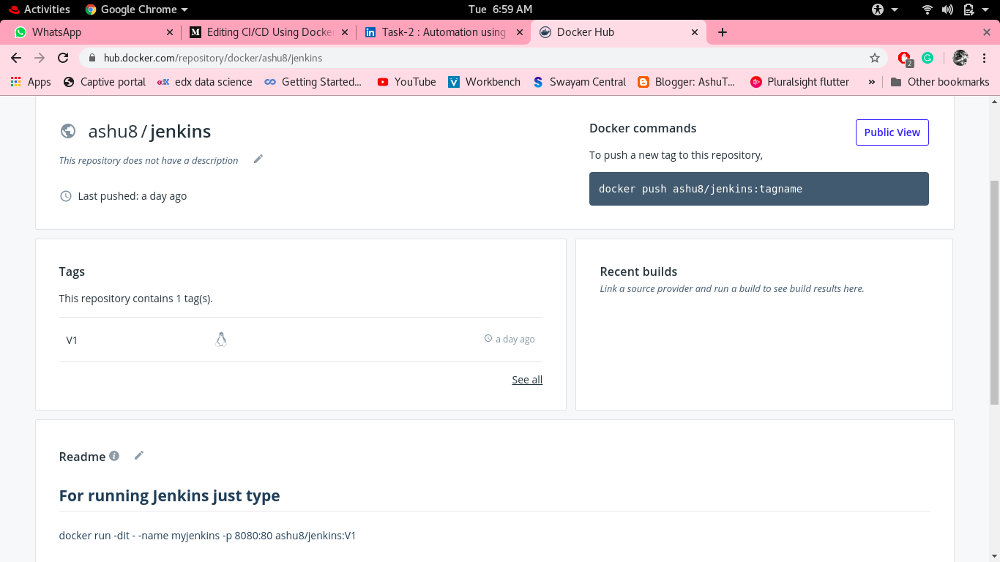 Activities Google Chrome Tue 6:59 AM
WhatsApp Editing CI/CD Using Docker Task-2 : Automation using Docker Hub
hub.docker.com/repository/docker/ashu8/jenkins 2
Apps Captive portal edX edx data science Getting Started... YouTube Workbench Swayam Central Blogger: AshuT... Pluralsight flutter » Other bookmarks
ashu8 / jenkins
This repository does not have a description
Last pushed: a day ago
Docker commands
Public View
To push a new tag to this repository,
docker push ashu8/jenkins:tagname
Tags
This repository contains 1 tag(s).
V1 a day ago
See all
Recent builds
Link a source provider and run a build to see build results here.
Readme
For running Jenkins just type
docker run -dit - -name myjenkins -p 8080:80 ashu8/jenkins:V1